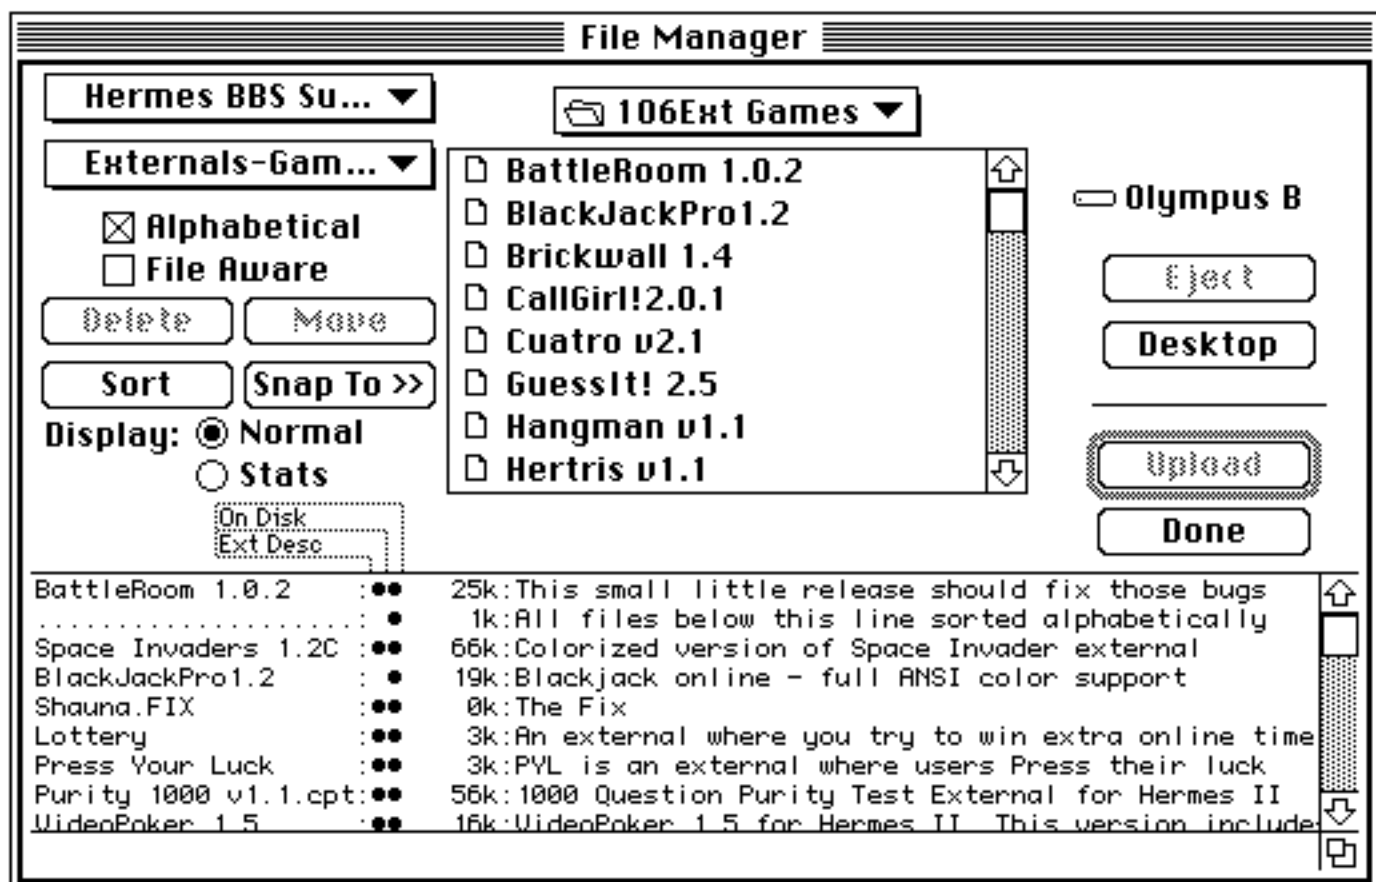 File Manager
Hermes BBS Su...
Externals-Gam...
Alphabetical
File Aware
Delete
Move
Sort
Snap To >>
Display: Normal
Stats
106Ext Games
BattleRoom 1.0.2
BlackJackPro1.2
Brickwall 1.4
CallGirl!2.0.1
Cuatro v2.1
GuessIt! 2.5
Hangman v1.1
Hertris v1.1
Olympus B
Eject
Desktop
Upload
Done
On Disk
Ext Desc
BattleRoom 1.0.2 :●● 25k:This small little release should fix those bugs
.....................: ● 1k:All files below this line sorted alphabetically
Space Invaders 1.2C :●● 66k:Colorized version of Space Invader external
BlackJackPro1.2 : ● 19k:Blackjack online - full ANSI color support
Shauna.FIX :●● 0k:The Fix
Lottery :●● 3k:An external where you try to win extra online time
Press Your Luck :●● 3k:PYL is an external where users Press their luck
Purity 1000 v1.1.cpt:●● 56k:1000 Question Purity Test External for Hermes II
VideoPoker 1.5 :●● 16k:VideoPoker 1.5 for Hermes II. This version include